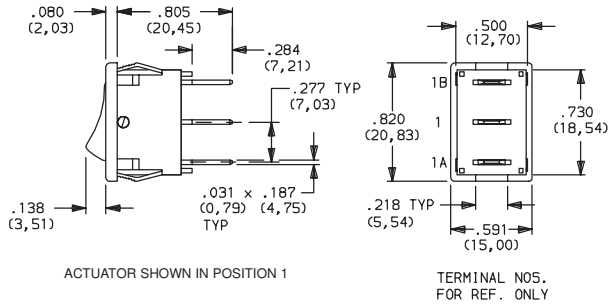 .080
(2,03)
.805
(20,45)
.284
(7,21)
.277 TYP
(7,03)
.031 x .187
(0,79) (4,75)
TYP
.138
(3,51)
ACTUATOR SHOWN IN POSITION 1
.500
(12,70)
1B
1
1A
.820
(20,83)
.730
(18,54)
.218 TYP
(5,54)
.591
(15,00)
TERMINAL NOS.
FOR REF. ONLY